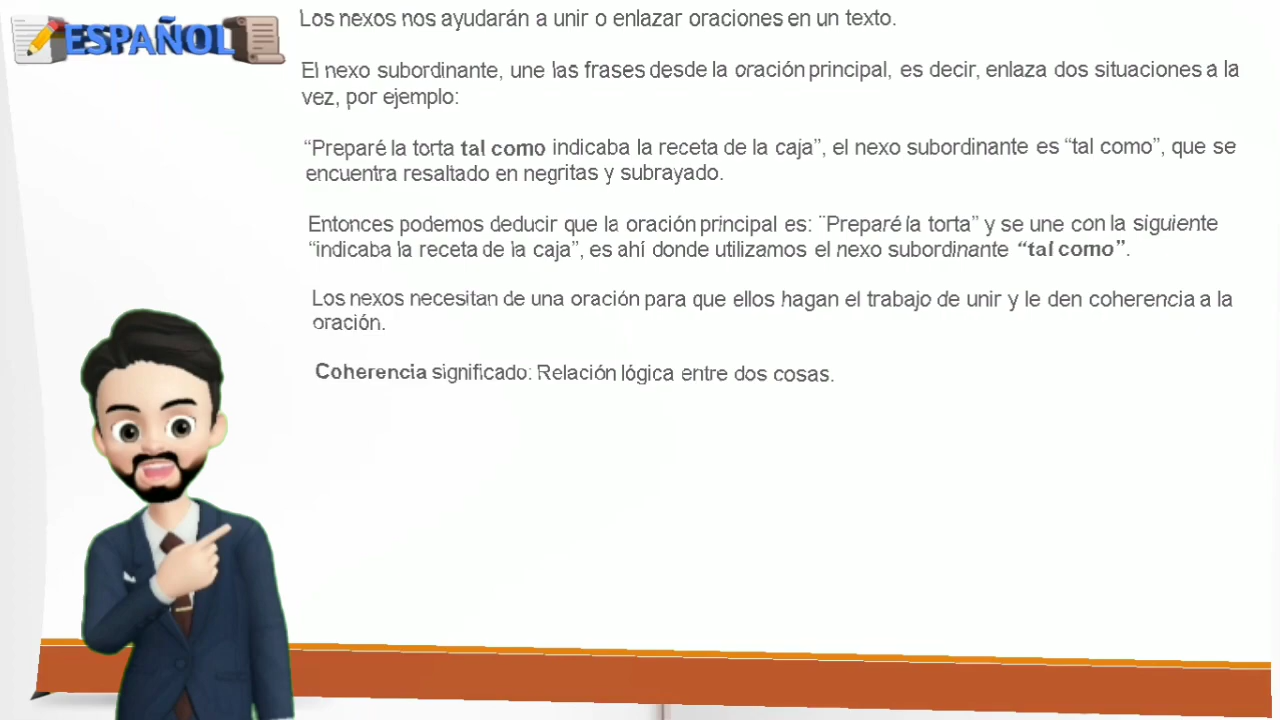 ESPAÑOL
Los nexos nos ayudarán a unir o enlazar oraciones en un texto.
El nexo subordinante, une las frases desde la oración principal, es decir, enlaza dos situaciones a la
vez, por ejemplo:
“Preparé la torta tal como indicaba la receta de la caja”, el nexo subordinante es “tal como”, que se
encuentra resaltado en negritas y subrayado.
Entonces podemos deducir que la oración principal es: ¨Preparé la torta” y se une con la siguiente
“indicaba la receta de la caja”, es ahí donde utilizamos el nexo subordinante “tal como”.
Los nexos necesitan de una oración para que ellos hagan el trabajo de unir y le den coherencia a la
oración.
Coherencia significado: Relación lógica entre dos cosas.